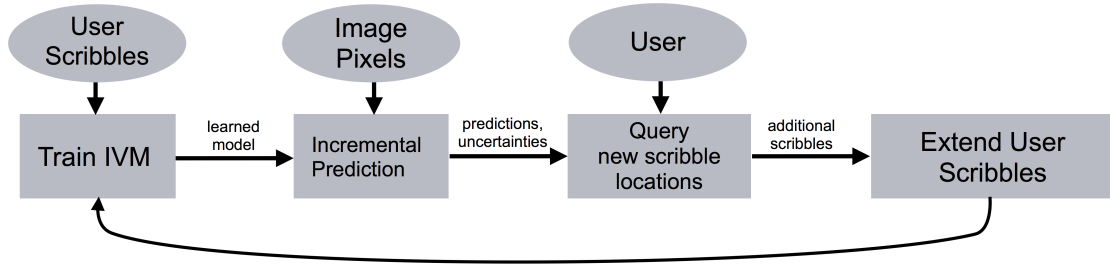 User
Scribbles
Image
Pixels
User
Train IVM
learned
model
Incremental
Prediction
predictions,
uncertainties
Query
new scribble
locations
additional
scribbles
Extend User
Scribbles